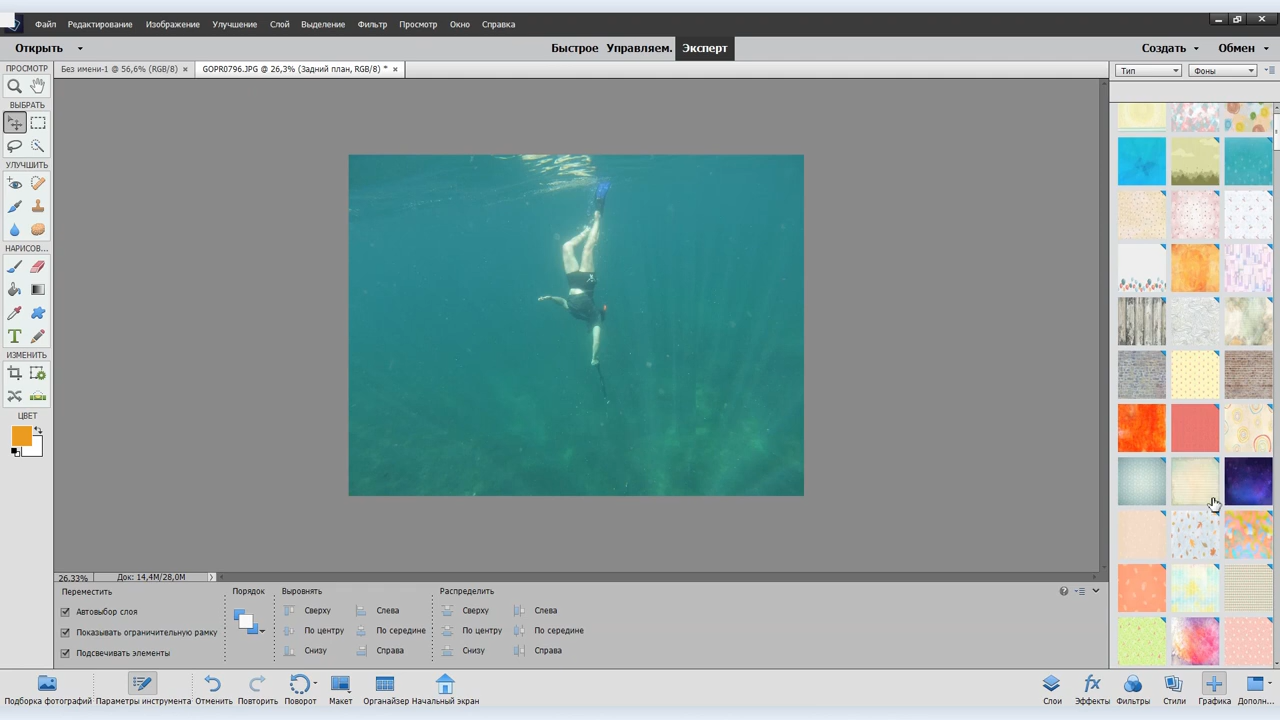 Файл Редактирование Изображение Улучшение Слой Выделение Фильтр Просмотр Окно Справка
Открыть Быстрое Управляем. Эксперт Создать Обмен
ПРОСМОТР Без имени-1 @ 56,6% (RGB/8) × GOPR0796.JPG @ 26,3% (Задний план, RGB/8) * × Тип Фоны
ВЫБРАТЬ
УЛУЧШИТЬ
НАРИСОВ...
T
ИЗМЕНИТЬ
ЦВЕТ
26.33% Док: 14,4M/28,0M
Переместить Порядок Выровнять Распределить
Автовыбор слоя Сверху Слева Сверху Слева
Показывать ограничительную рамку По центру По середине По центру По середине
Подсвечивать элементы Снизу Справа Снизу Справа
Подборка фотографий Параметры инструмента Отменить Повторить Поворот Макет Органайзер Начальный экран Слои Эффекты Фильтры Стили Графика Дополн...